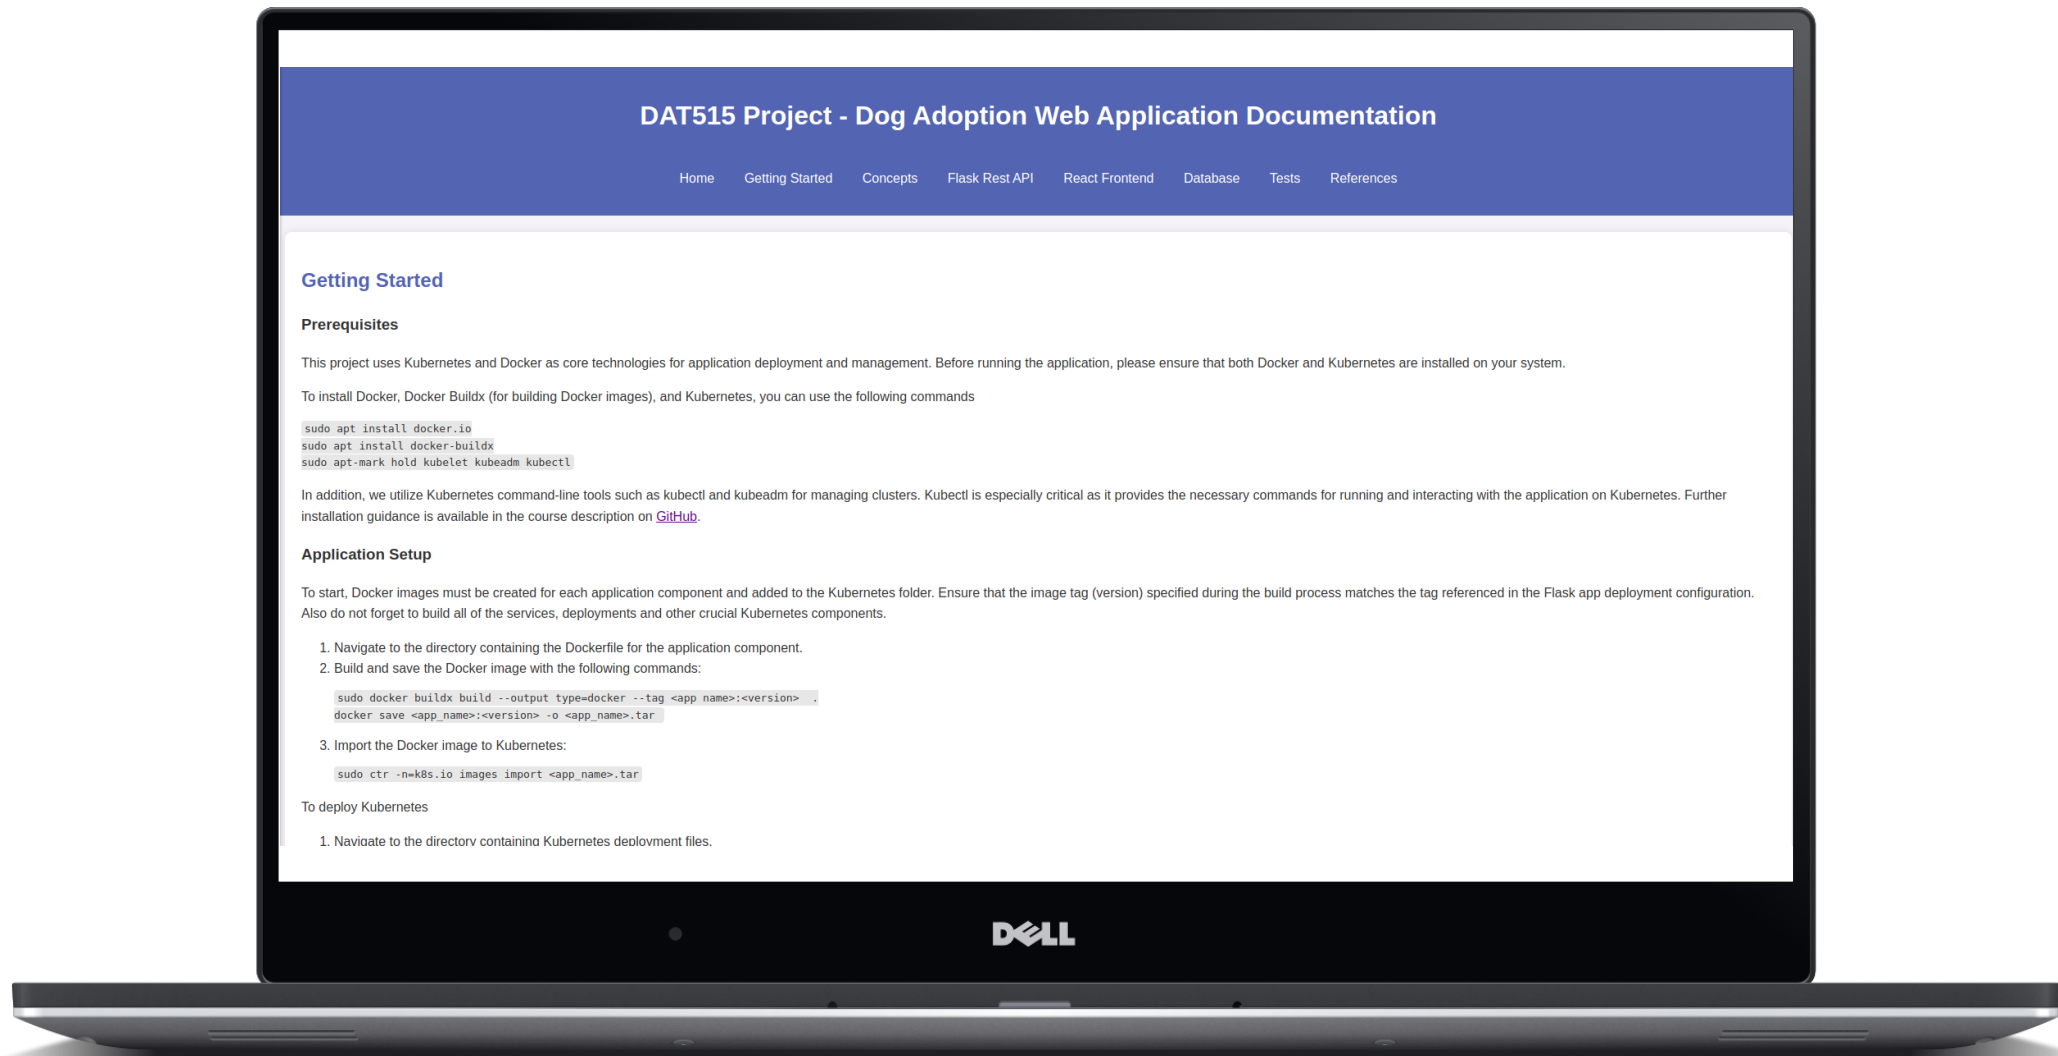 DAT515 Project - Dog Adoption Web Application Documentation
Home Getting Started Concepts Flask Rest API React Frontend Database Tests References
Getting Started
Prerequisites
This project uses Kubernetes and Docker as core technologies for application deployment and management. Before running the application, please ensure that both Docker and Kubernetes are installed on your system.
To install Docker, Docker Buildx (for building Docker images), and Kubernetes, you can use the following commands
sudo apt install docker.io
sudo apt install docker-buildx
sudo apt-mark hold kubelet kubeadm kubectl
In addition, we utilize Kubernetes command-line tools such as kubectl and kubeadm for managing clusters. Kubectl is especially critical as it provides the necessary commands for running and interacting with the application on Kubernetes. Further
installation guidance is available in the course description on GitHub.
Application Setup
To start, Docker images must be created for each application component and added to the Kubernetes folder. Ensure that the image tag (version) specified during the build process matches the tag referenced in the Flask app deployment configuration.
Also do not forget to build all of the services, deployments and other crucial Kubernetes components.
1. Navigate to the directory containing the Dockerfile for the application component.
2. Build and save the Docker image with the following commands:
sudo docker buildx build --output type=docker --tag <app name>:<version> .
docker save <app_name>:<version> -o <app_name>.tar
3. Import the Docker image to Kubernetes:
sudo ctr -n=k8s.io images import <app_name>.tar
To deploy Kubernetes
1. Navigate to the directory containing Kubernetes deployment files.
DELL